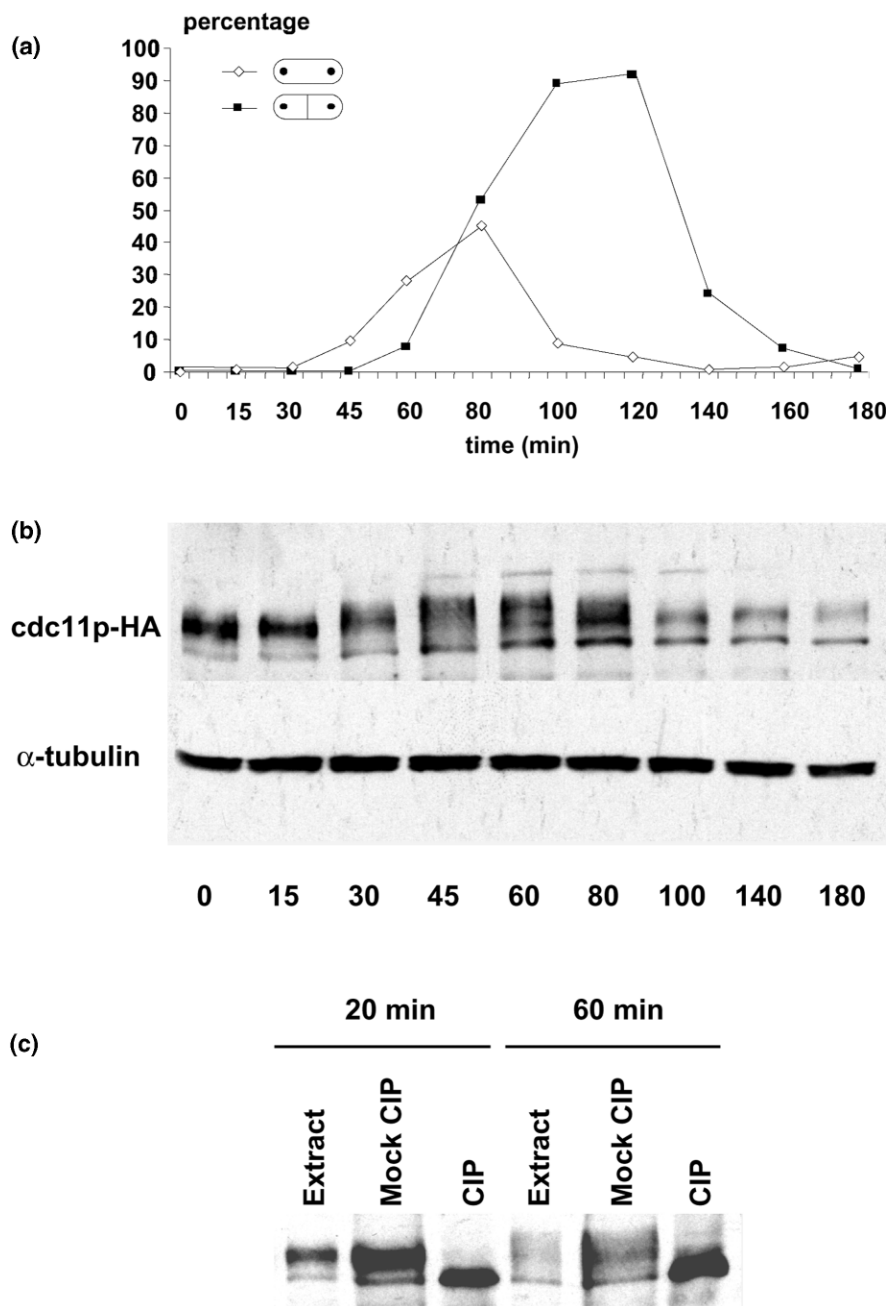 percentage
(a)
100
90
80
70
60
50
40
30
20
10
0
0 15 30 45 60 80 100 120 140 160 180
time (min)
(b)
cdc11p-HA
α-tubulin
0 15 30 45 60 80 100 140 180
20 min 60 min
(c)
Extract Mock CIP CIP Extract Mock CIP CIP